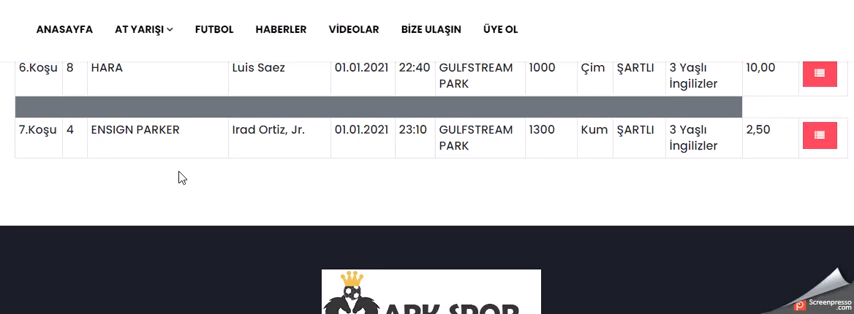 ANASAYFA AT YARIŞI FUTBOL HABERLER VİDEOLAR BİZE ULAŞIN ÜYE OL
6.Koşu 8 HARA Luis Saez 01.01.2021 22:40 GULFSTREAM PARK 1000 Çim ŞARTLI 3 Yaşlı İngilizler 10,00
7.Koşu 4 ENSIGN PARKER Irad Ortiz, Jr. 01.01.2021 23:10 GULFSTREAM PARK 1300 Kum ŞARTLI 3 Yaşlı İngilizler 2,50
Screenpresso
.com